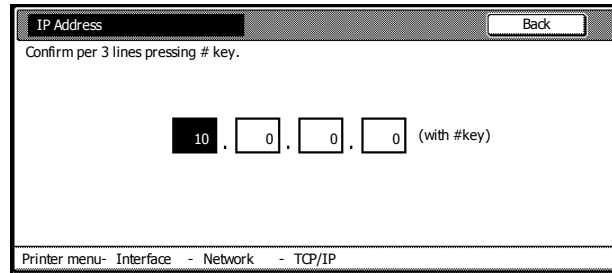 IP Address Back
Confirm per 3 lines pressing # key.
10 . 0 . 0 . 0 (with #key)
Printer menu- Interface - Network - TCP/IP